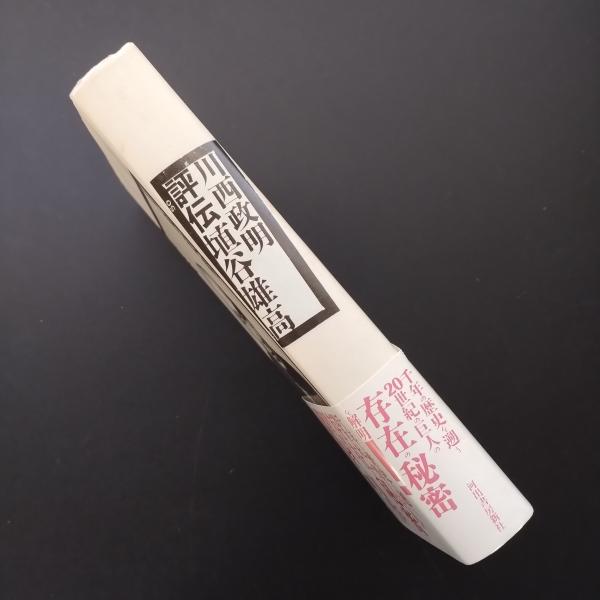 川西政明
評伝埴谷雄高
千年の歴史を遡り
20世紀の巨人の
存在の秘密
を解明
河出書房新社